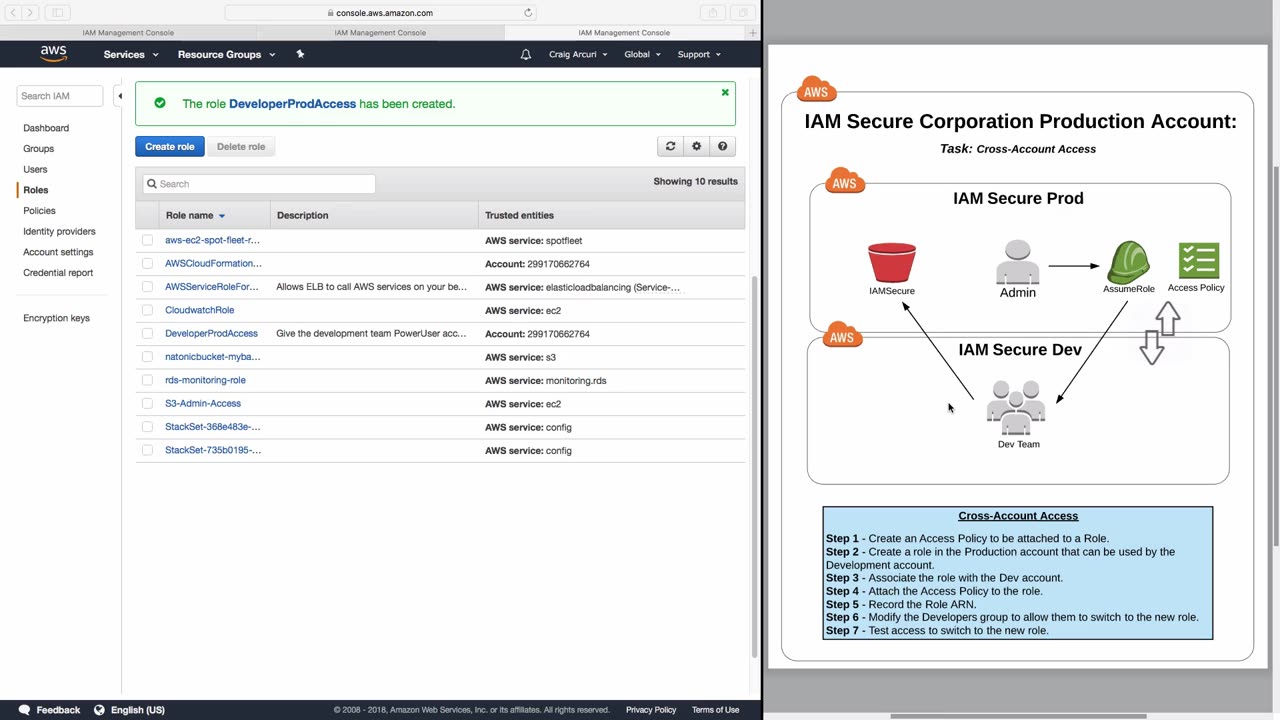 console.aws.amazon.com
IAM Management Console
IAM Management Console
IAM Management Console
aws
Services
Resource Groups
Craig Arcuri
Global
Support
Search IAM
Dashboard
Groups
Users
Roles
Policies
Identity providers
Account settings
Credential report
Encryption keys
The role DeveloperProdAccess has been created.
Create role
Delete role
Search
Showing 10 results
Role name Description Trusted entities
aws-ec2-spot-fleet-r... AWS service: spotfleet
AWSCloudFormation... Account: 299170662764
AWSServiceRoleFor... Allows ELB to call AWS services on your be... AWS service: elasticloadbalancing (Service-...
CloudwatchRole AWS service: ec2
DeveloperProdAccess Give the development team PowerUser acc... Account: 299170662764
natonicbucket-myba... AWS service: s3
rds-monitoring-role AWS service: monitoring.rds
S3-Admin-Access AWS service: ec2
StackSet-368e483e-... AWS service: config
StackSet-735b0195-... AWS service: config
Feedback
English (US)
© 2008 - 2018, Amazon Web Services, Inc. or its affiliates. All rights reserved.
Privacy Policy
Terms of Use
AWS
IAM Secure Corporation Production Account:
Task: Cross-Account Access
AWS
IAM Secure Prod
IAMSecure
Admin
AssumeRole
Access Policy
AWS
IAM Secure Dev
Dev Team
Cross-Account Access
Step 1 - Create an Access Policy to be attached to a Role.
Step 2 - Create a role in the Production account that can be used by the
Development account.
Step 3 - Associate the role with the Dev account.
Step 4 - Attach the Access Policy to the role.
Step 5 - Record the Role ARN.
Step 6 - Modify the Developers group to allow them to switch to the new role.
Step 7 - Test access to switch to the new role.